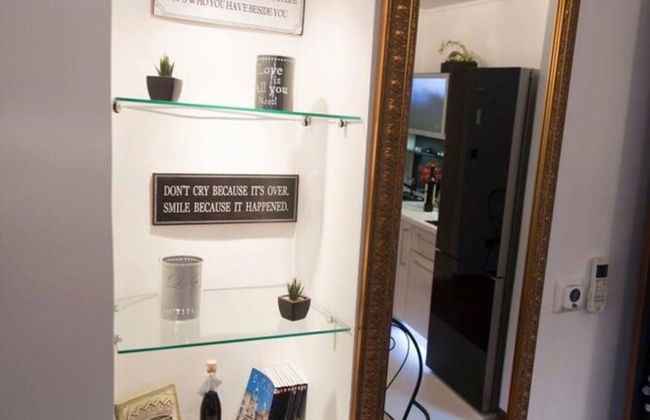 IT'S WHO YOU HAVE BESIDE YOU
Love
is
All you
Need
DON'T CRY BECAUSE IT'S OVER.
SMILE BECAUSE IT HAPPENED.